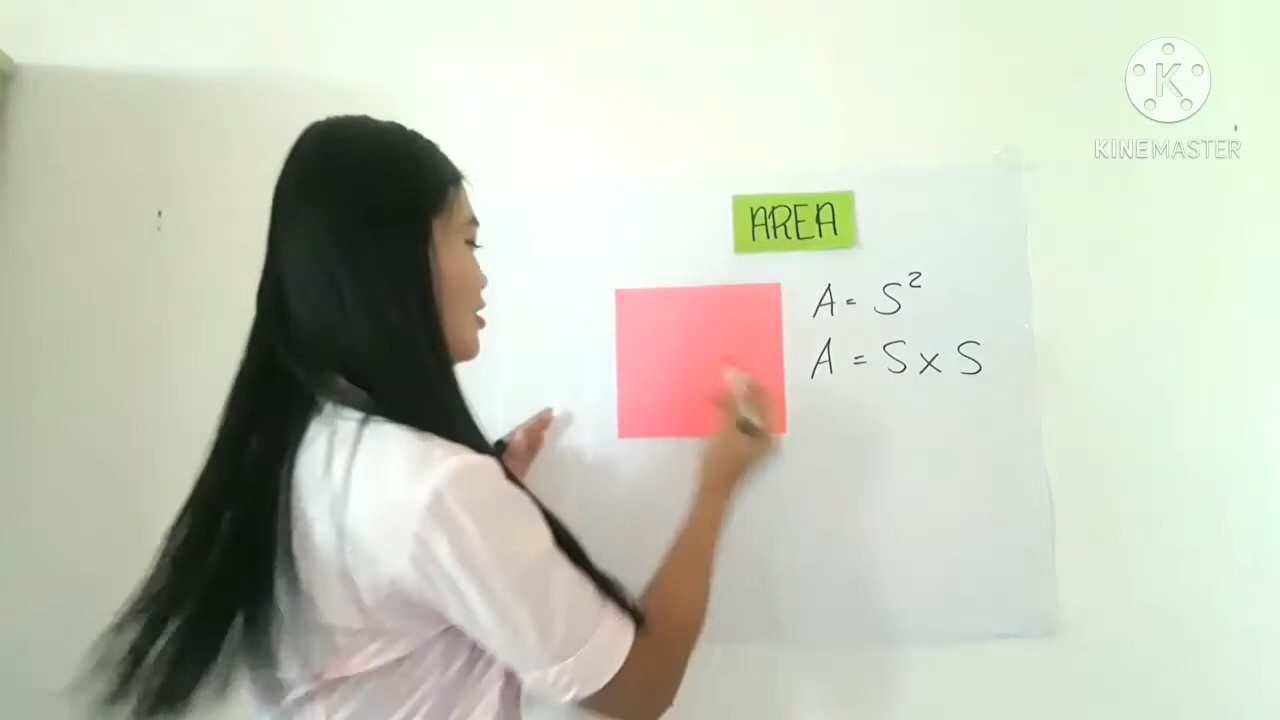 K
KINEMASTER
AREA
A = S²
A = S x S